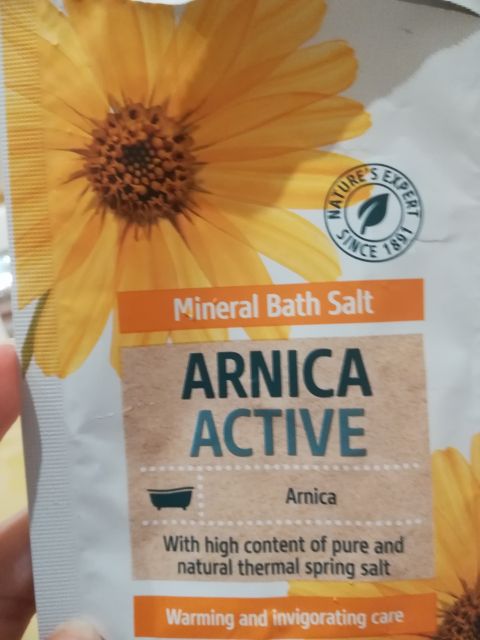 NATURE'S EXPERT
SINCE 1891
Mineral Bath Salt
ARNICA
ACTIVE
Arnica
With high content of pure and
natural thermal spring salt
Warming and invigorating care